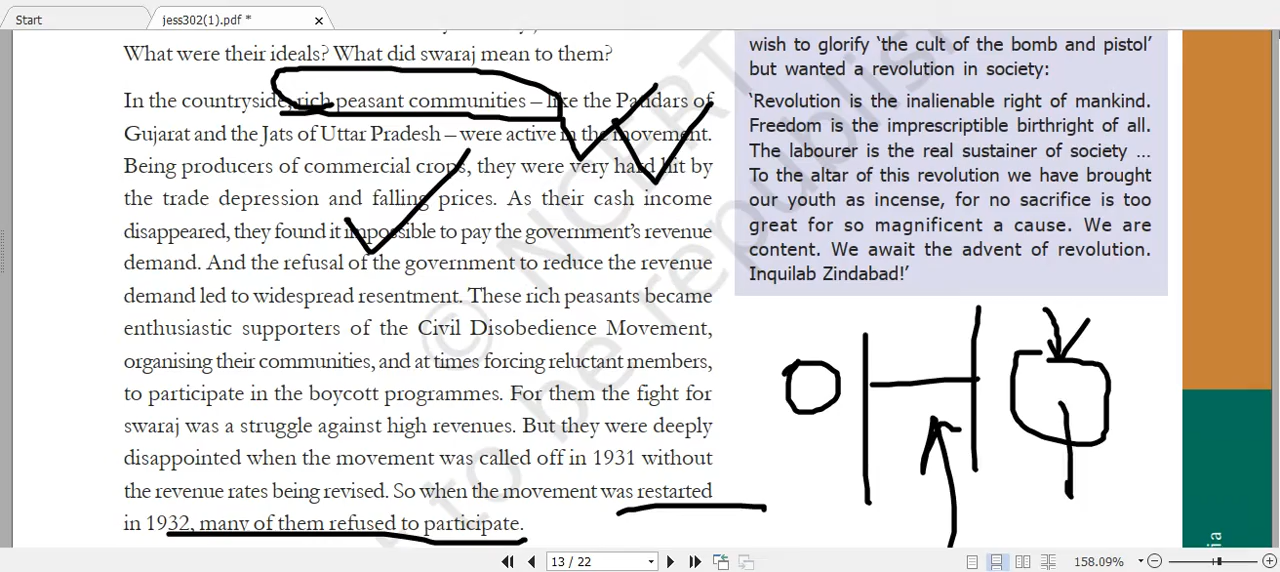 Start
jess302(1).pdf *
What were their ideals? What did swaraj mean to them?
In the countryside, rich peasant communities – like the Patidars of
Gujarat and the Jats of Uttar Pradesh – were active in the movement.
Being producers of commercial crops, they were very hard hit by
the trade depression and falling prices. As their cash income
disappeared, they found it impossible to pay the government's revenue
demand. And the refusal of the government to reduce the revenue
demand led to widespread resentment. These rich peasants became
enthusiastic supporters of the Civil Disobedience Movement,
organising their communities, and at times forcing reluctant members,
to participate in the boycott programmes. For them the fight for
swaraj was a struggle against high revenues. But they were deeply
disappointed when the movement was called off in 1931 without
the revenue rates being revised. So when the movement was restarted
in 1932, many of them refused to participate.
wish to glorify 'the cult of the bomb and pistol'
but wanted a revolution in society:
'Revolution is the inalienable right of mankind.
Freedom is the imprescriptible birthright of all.
The labourer is the real sustainer of society ...
To the altar of this revolution we have brought
our youth as incense, for no sacrifice is too
great for so magnificent a cause. We are
content. We await the advent of revolution.
Inquilab Zindabad!'
© NCERT
be republis
13 / 22
158.09%